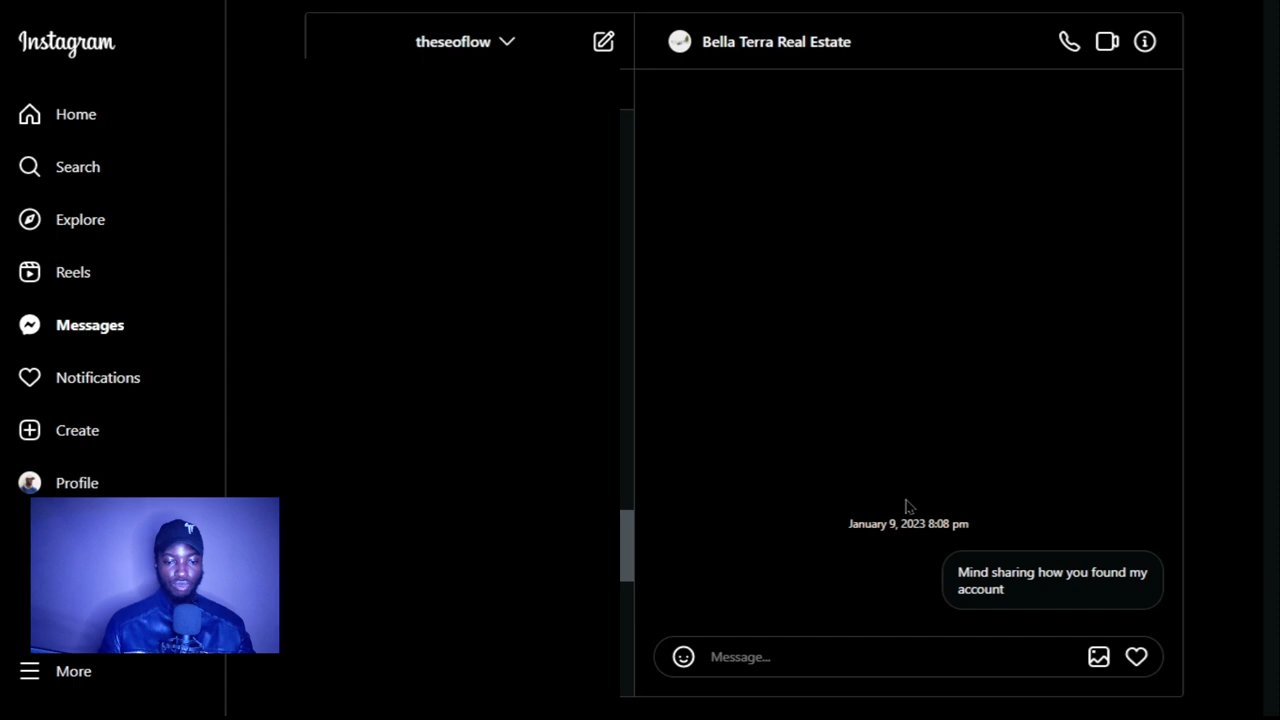 Instagram
Home
Search
Explore
Reels
Messages
Notifications
Create
Profile
More
theseoflow
Bella Terra Real Estate
January 9, 2023 8:08 pm
Mind sharing how you found my
account
Message...